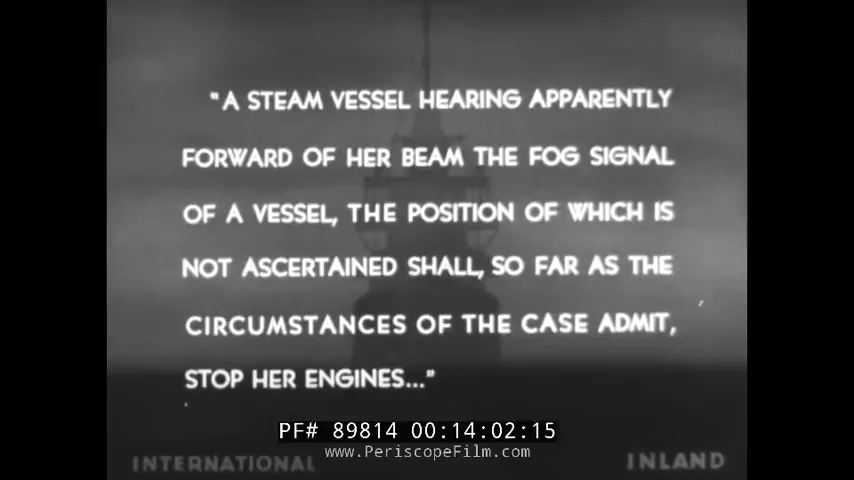 "A STEAM VESSEL HEARING APPARENTLY
FORWARD OF HER BEAM THE FOG SIGNAL
OF A VESSEL, THE POSITION OF WHICH IS
NOT ASCERTAINED SHALL, SO FAR AS THE
CIRCUMSTANCES OF THE CASE ADMIT,
STOP HER ENGINES..."
PF# 89814 00:14:02:15
www.PeriscopeFilm.com
INTERNATIONAL INLAND